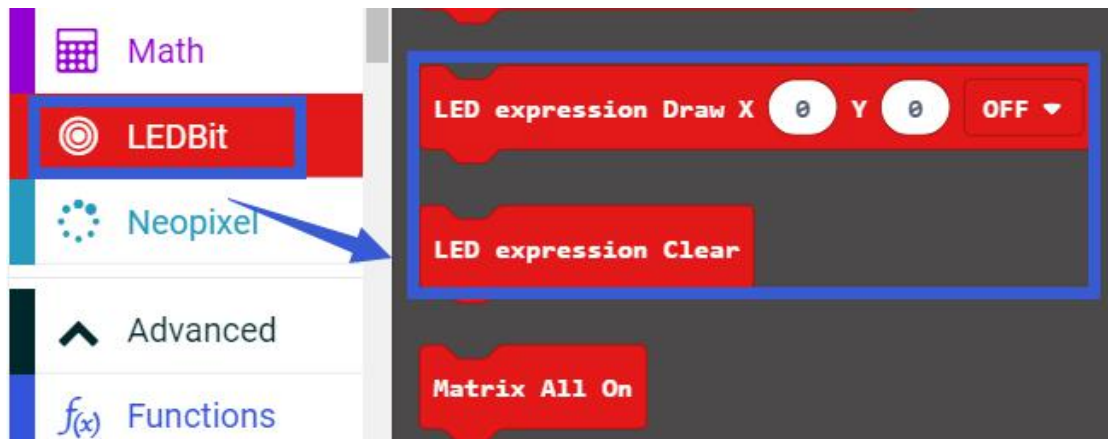 Math
LEDBit
Neopixel
Advanced
f(x) Functions
LED expression Draw X 0 Y 0 OFF
LED expression Clear
Matrix All On